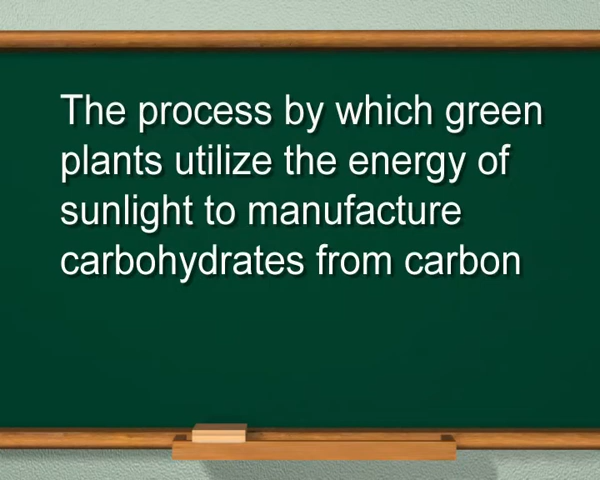 The process by which green
plants utilize the energy of
sunlight to manufacture
carbohydrates from carbon